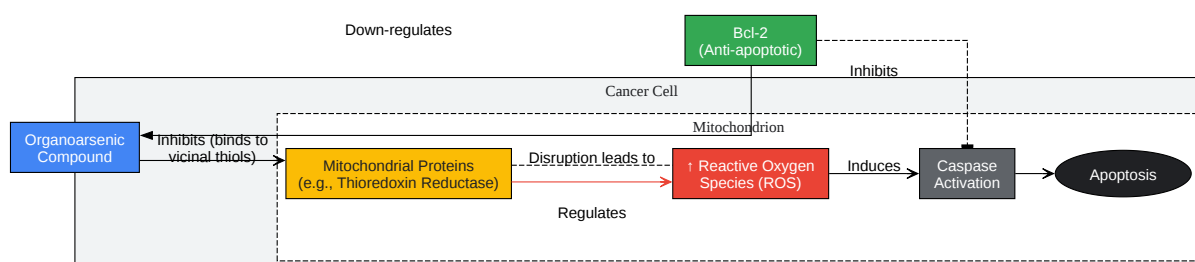 Down-regulates
Bcl-2
(Anti-apoptotic)
Inhibits
Cancer Cell
Mitochondrion
Organoarsenic
Compound
Inhibits (binds to
vicinal thiols)
Mitochondrial Proteins
(e.g., Thioredoxin Reductase)
Disruption leads to
↑ Reactive Oxygen
Species (ROS)
Induces
Caspase
Activation
Apoptosis
Regulates